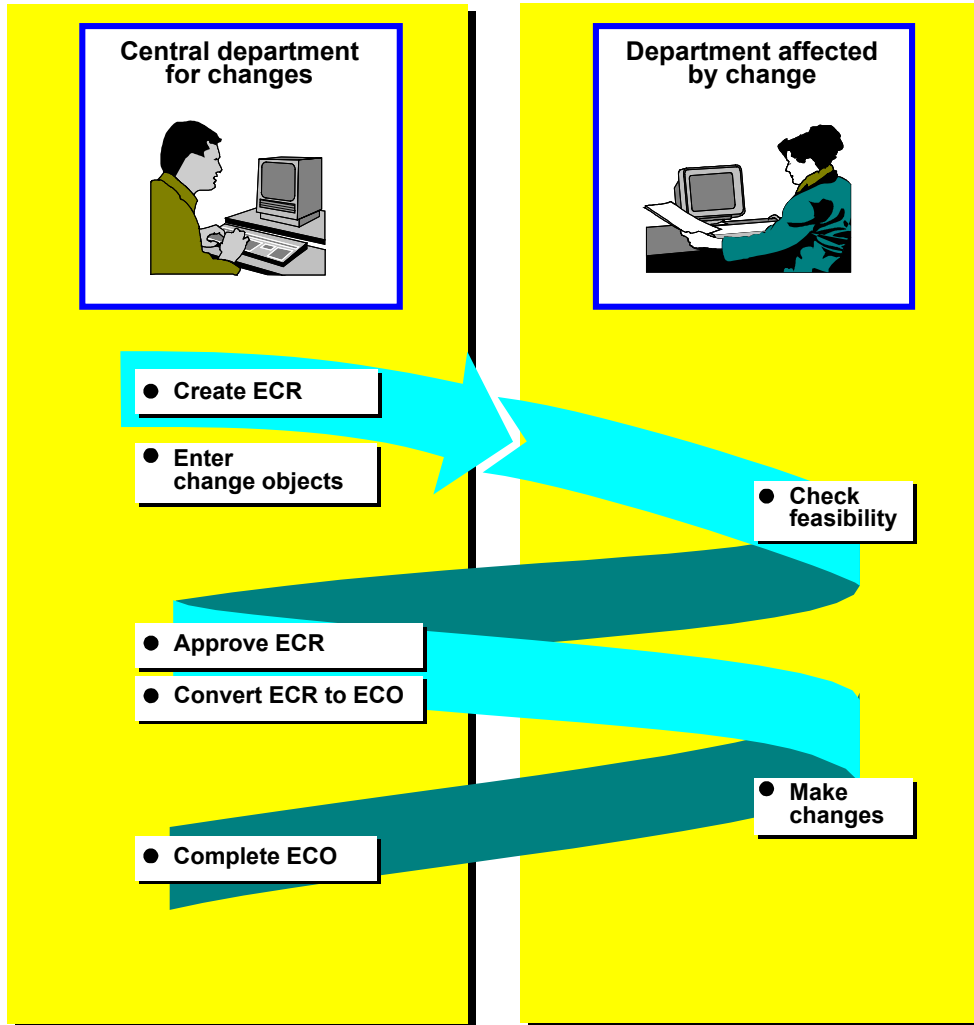 Central department
for changes
Department affected
by change
● Create ECR
● Enter
change objects
● Check
feasibility
● Approve ECR
● Convert ECR to ECO
● Make
changes
● Complete ECO